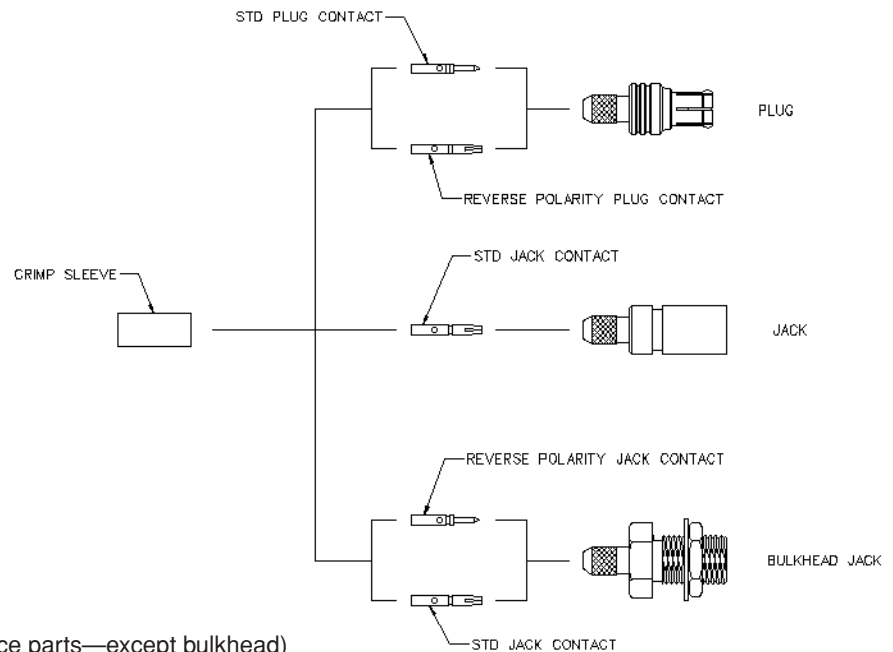 STD PLUG CONTACT
PLUG
REVERSE POLARITY PLUG CONTACT
STD JACK CONTACT
CRIMP SLEEVE
JACK
REVERSE POLARITY JACK CONTACT
BULKHEAD JACK
ce parts—except bulkhead)
STD JACK CONTACT